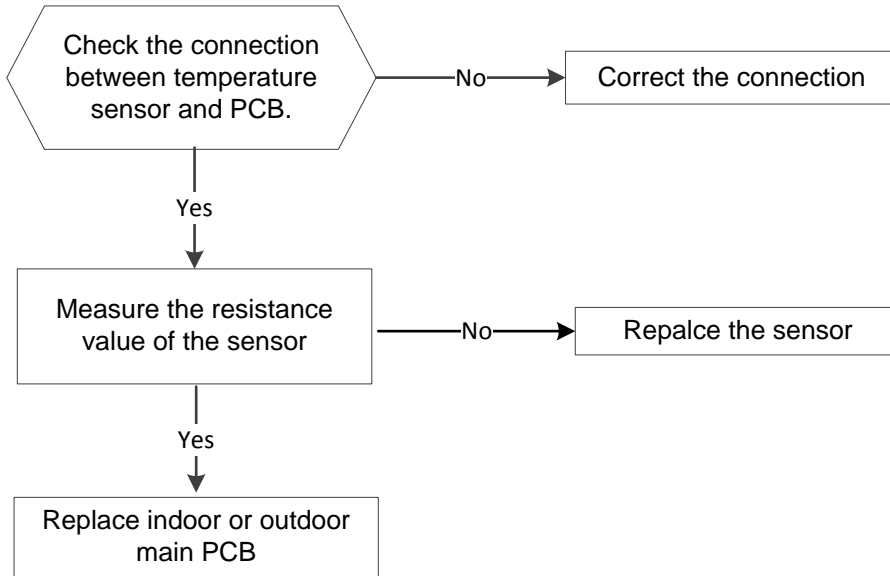 Check the connection
between temperature
sensor and PCB.
No
Correct the connection
Yes
Measure the resistance
value of the sensor
No
Repalce the sensor
Yes
Replace indoor or outdoor
main PCB